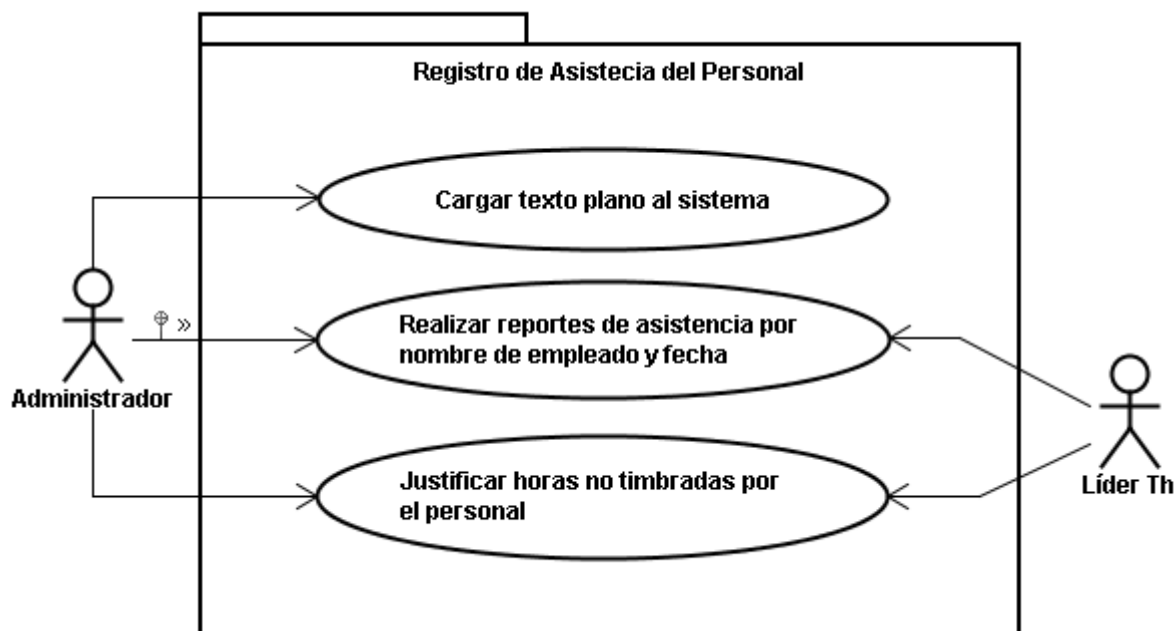 Registro de Asistecia del Personal
Cargar texto plano al sistema
Realizar reportes de asistencia por
nombre de empleado y fecha
Administrador
»
Justificar horas no timbradas por
el personal
Líder Th